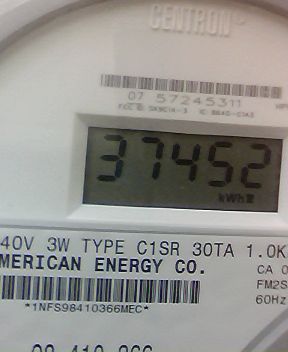 CENTRON®
07 57245311
37452
kWh
40V 3W TYPE C1SR 30TA 1.0K
MERICAN ENERGY CO.
CA 0
FM2S
60Hz
*1NFS98410366MEC*